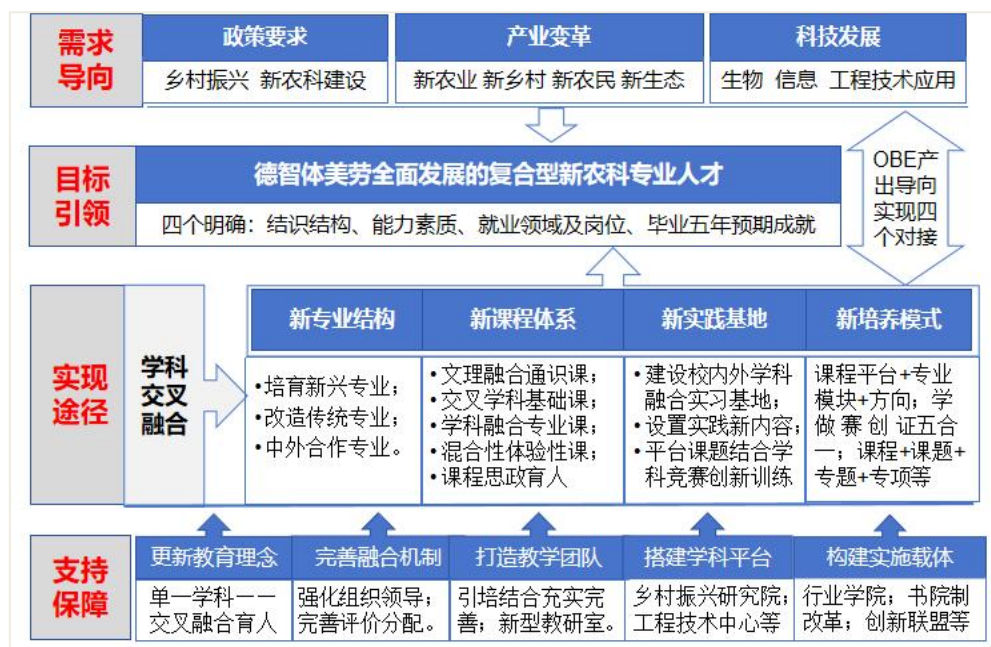 需求
导向
政策要求
乡村振兴 新农科建设
产业变革
新农业 新乡村 新农民 新生态
科技发展
生物 信息 工程技术应用
目标
引领
德智体美劳全面发展的复合型新农科专业人才
四个明确：结识结构、能力素质、就业领域及岗位、毕业五年预期成就
OBE产
出导向
实现四
个对接
实现
途径
学科
交叉
融合
新专业结构
•培育新兴专业；
•改造传统专业；
•中外合作专业。
新课程体系
•文理融合通识课；
•交叉学科基础课；
•学科融合专业课；
•混合性体验性课；
•课程思政育人
新实践基地
•建设校内外学科
融合实习基地；
•设置实践新内容；
•平台课题结合学
科竞赛创新训练
新培养模式
课程平台+专业
模块+方向；学
做 赛 创 证五合
一；课程+课题+
专题+专项等
支持
保障
更新教育理念
单一学科——
交叉融合育人
完善融合机制
强化组织领导；
完善评价分配。
打造教学团队
引培结合充实完
善；新型教研室。
搭建学科平台
乡村振兴研究院；
工程技术中心等
构建实施载体
行业学院；书院制
改革；创新联盟等